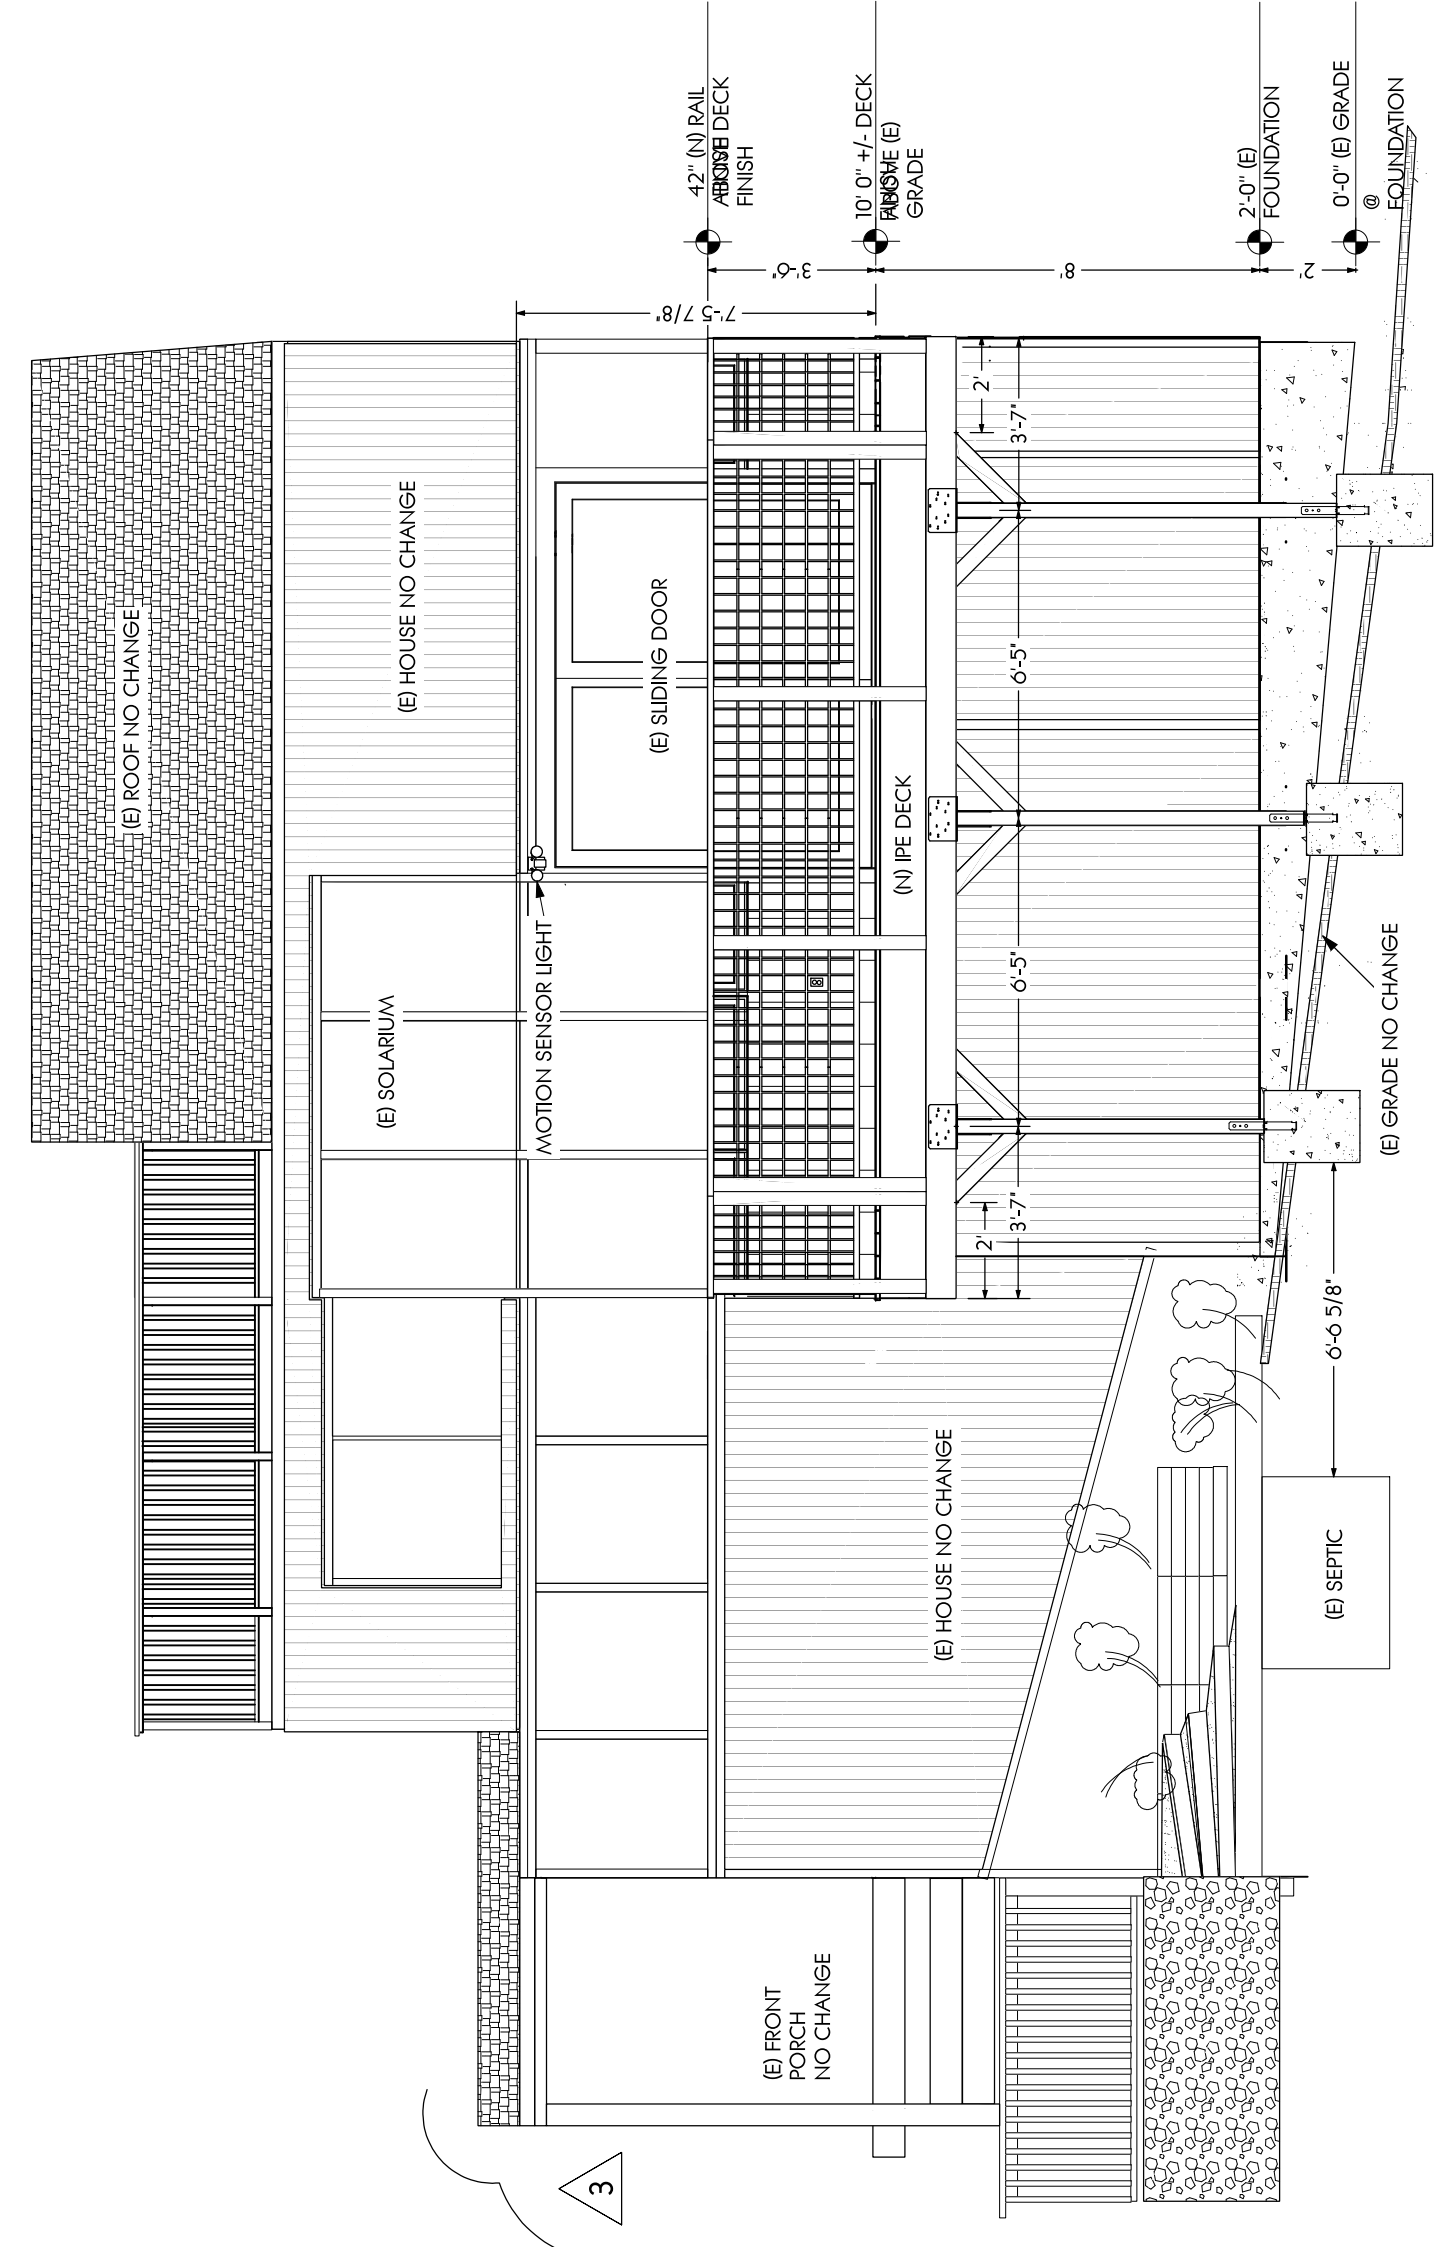 (E) ROOF NO CHANGE
(E) HOUSE NO CHANGE
(E) SOLARIUM
MOTION SENSOR LIGHT
(E) SLIDING DOOR
7'-5 7/8"
42" (N) RAIL
ABOVE DECK
FINISH
3'-6"
10' 0" +/- DECK
FINISH
ABOVE (E)
GRADE
(N) IPE DECK
(E) FRONT
PORCH
NO CHANGE
(E) HOUSE NO CHANGE
2'
3'-7"
6'-5"
6'-5"
3'-7"
2'
8'
2'-0" (E)
FOUNDATION
2'
0'-0" (E) GRADE
@
FOUNDATION
6'-6 5/8"
(E) SEPTIC
(E) GRADE NO CHANGE
3